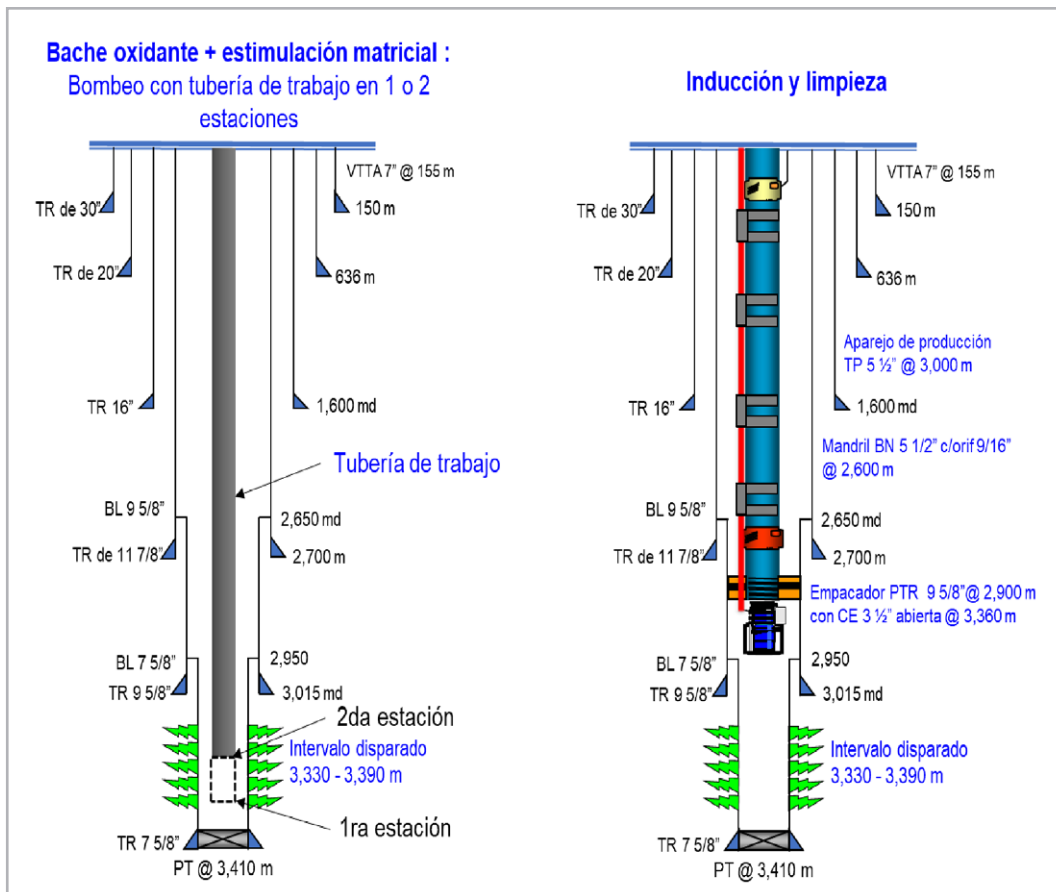 Bache oxidante + estimulación matricial :
Bombeo con tubería de trabajo en 1 o 2
estaciones
VTTA 7" @ 155 m
TR de 30"
150 m
TR de 20"
636 m
TR 16"
1,600 md
Tubería de trabajo
BL 9 5/8"
2,650 md
TR de 11 7/8"
2,700 m
BL 7 5/8"
2,950
TR 9 5/8"
3,015 md
2da estación
Intervalo disparado
3,330 - 3,390 m
1ra estación
TR 7 5/8"
PT @ 3,410 m
Inducción y limpieza
VTTA 7" @ 155 m
TR de 30"
150 m
TR de 20"
636 m
Aparejo de producción
TP 5 ½" @ 3,000 m
TR 16"
1,600 md
Mandril BN 5 1/2" c/orif 9/16"
@ 2,600 m
BL 9 5/8"
2,650 md
TR de 11 7/8"
2,700 m
Empacador PTR 9 5/8"@ 2,900 m
con CE 3 ½" abierta @ 3,360 m
BL 7 5/8"
2,950
TR 9 5/8"
3,015 md
Intervalo disparado
3,330 - 3,390 m
TR 7 5/8"
PT @ 3,410 m